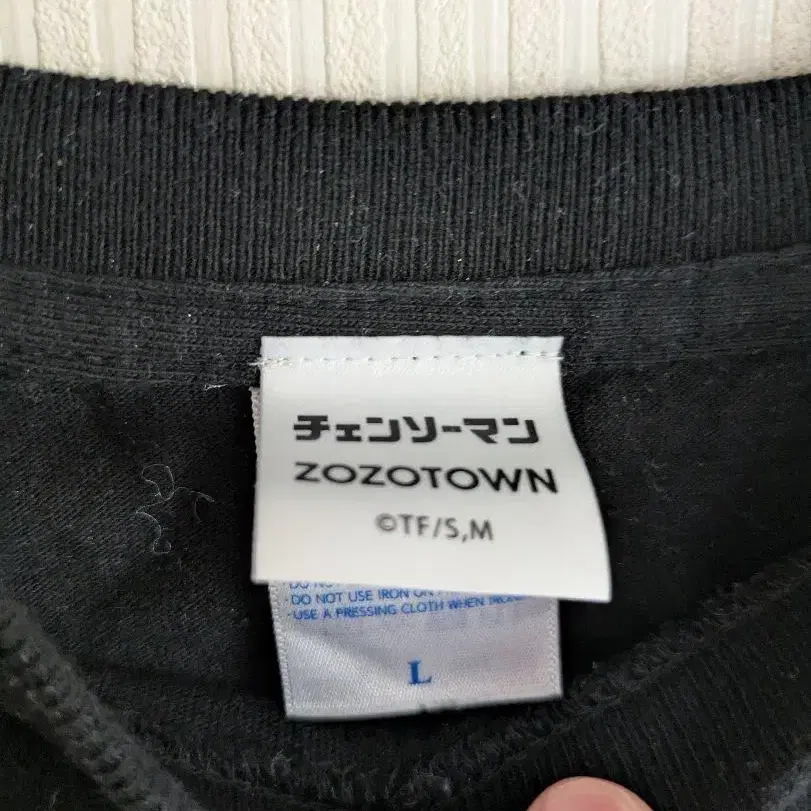 チェンソーマン
ZOZOTOWN
©TF/S,M
DO NOT USE IRON ON
· USE A PRESSING CLOTH WHEN
L